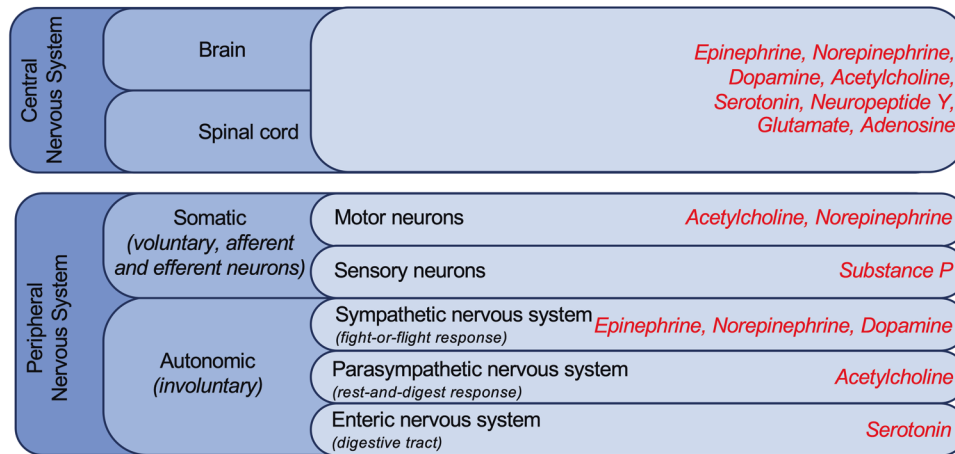 Central
Nervous System
Brain
Spinal cord
Epinephrine, Norepinephrine,
Dopamine, Acetylcholine,
Serotonin, Neuropeptide Y,
Glutamate, Adenosine
Peripheral
Nervous System
Somatic
(voluntary, afferent
and efferent neurons)
Motor neurons
Acetylcholine, Norepinephrine
Sensory neurons
Substance P
Autonomic
(involuntary)
Sympathetic nervous system
(fight-or-flight response)
Epinephrine, Norepinephrine, Dopamine
Parasympathetic nervous system
(rest-and-digest response)
Acetylcholine
Enteric nervous system
(digestive tract)
Serotonin